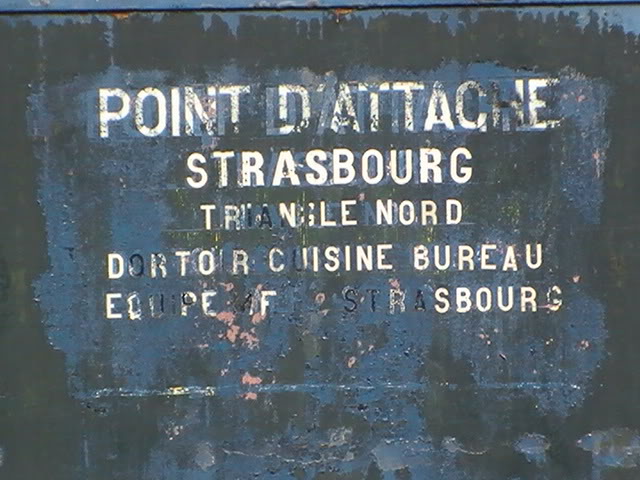 POINT D'ATTACHE
STRASBOURG
TRIANGLE NORD
DORTOIR CUISINE BUREAU
EQUIPE STRASBOURG